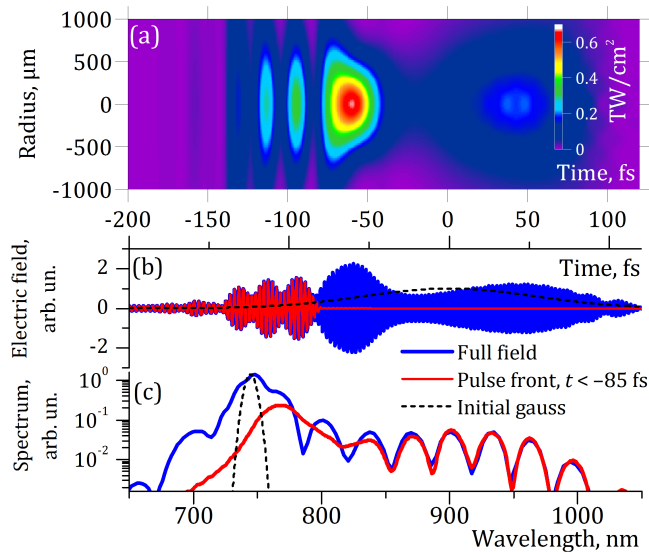 1000
500
0
-500
-1000
Radius, μm
(a)
0.6
0.4
0.2
0
TW/cm²
Time, fs
-200 -150 -100 -50 0 50 100
Electric field,
arb. un.
2
0
-2
(b)
Time, fs
Full field
Pulse front, t < –85 fs
Initial gauss
Spectrum,
arb. un.
10⁰
10⁻¹
10⁻²
(c)
700 800 900 1000
Wavelength, nm